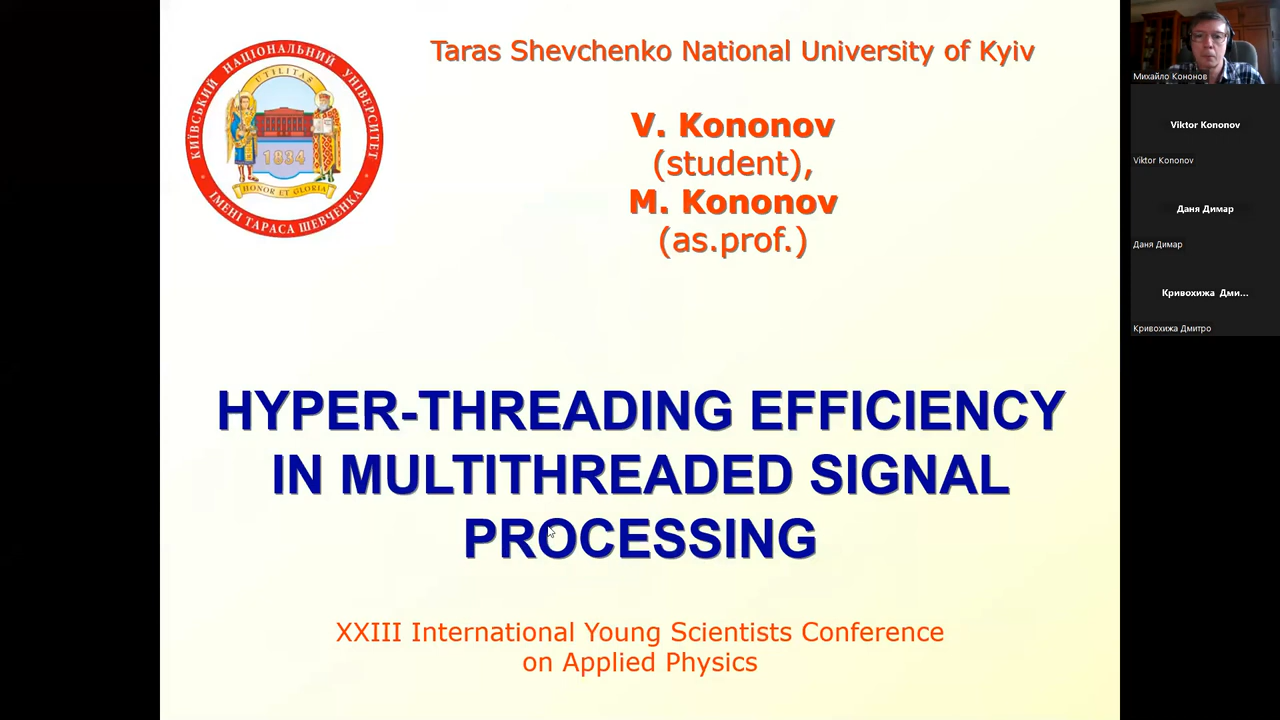 КИЇВСЬКИЙ НАЦІОНАЛЬНИЙ УНІВЕРСИТЕТ
ІМЕНІ ТАРАСА ШЕВЧЕНКА
UTILITAS
1834
HONOR ET GLORIA
Taras Shevchenko National University of Kyiv
V. Kononov
(student),
M. Kononov
(as.prof.)
HYPER-THREADING EFFICIENCY
IN MULTITHREADED SIGNAL
PROCESSING
XXIII International Young Scientists Conference
on Applied Physics
Михайло Кононов
Viktor Kononov
Viktor Kononov
Даня Димар
Даня Димар
Кривохижа Дми...
Кривохижа Дмитро